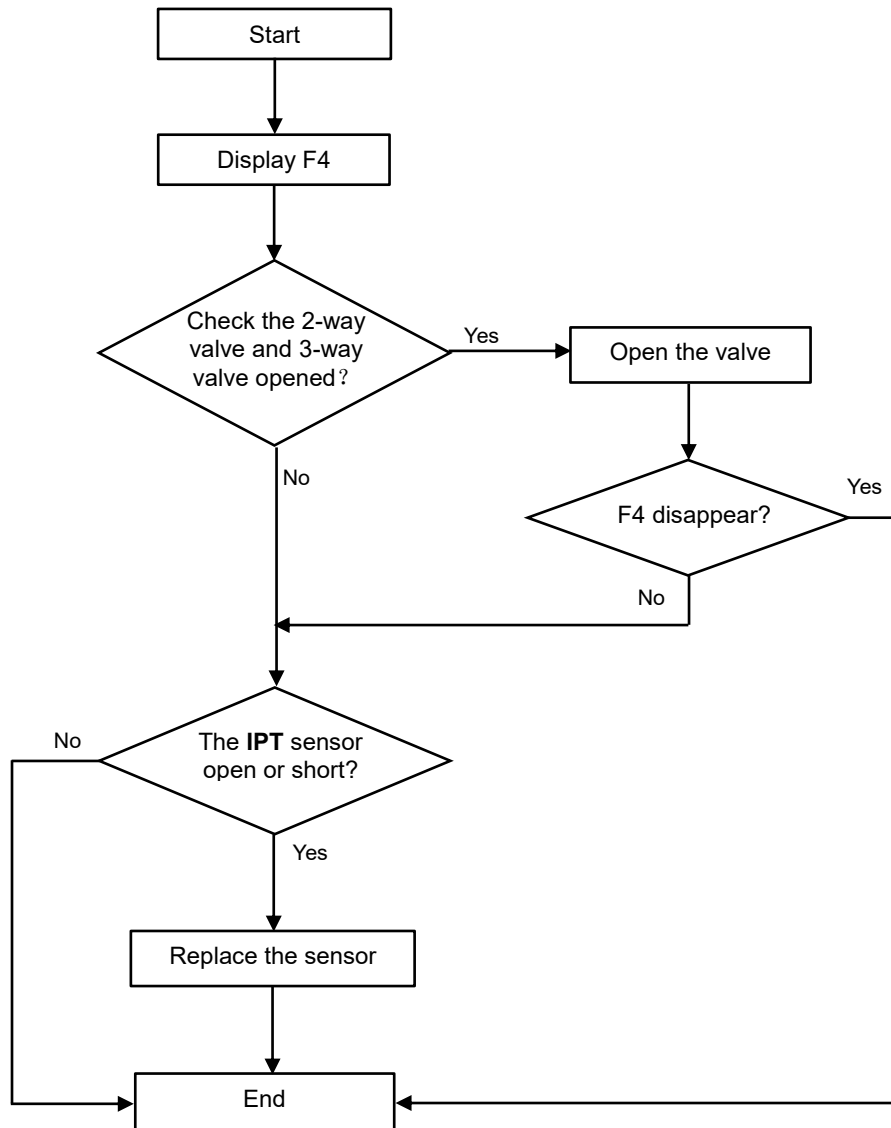 Start
Display F4
Check the 2-way
valve and 3-way
valve opened？
Yes
Open the valve
No
F4 disappear?
Yes
No
The IPT sensor
open or short?
No
Yes
Replace the sensor
End